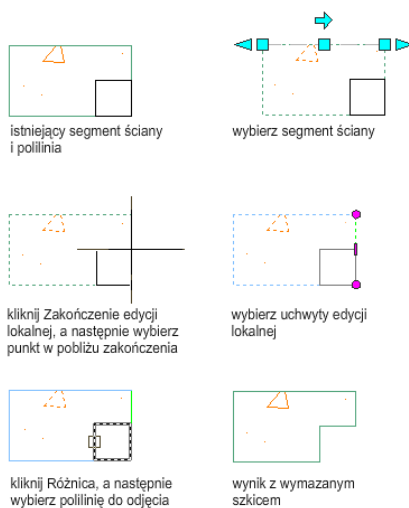 istniejący segment ściany
i polilinia
wybierz segment ściany
kliknij Zakończenie edycji
lokalnej, a następnie wybierz
punkt w pobliżu zakończenia
wybierz uchwyty edycji
lokalnej
kliknij Różnica, a następnie
wybierz polilinię do odjęcia
wynik z wymazanym
szkicem